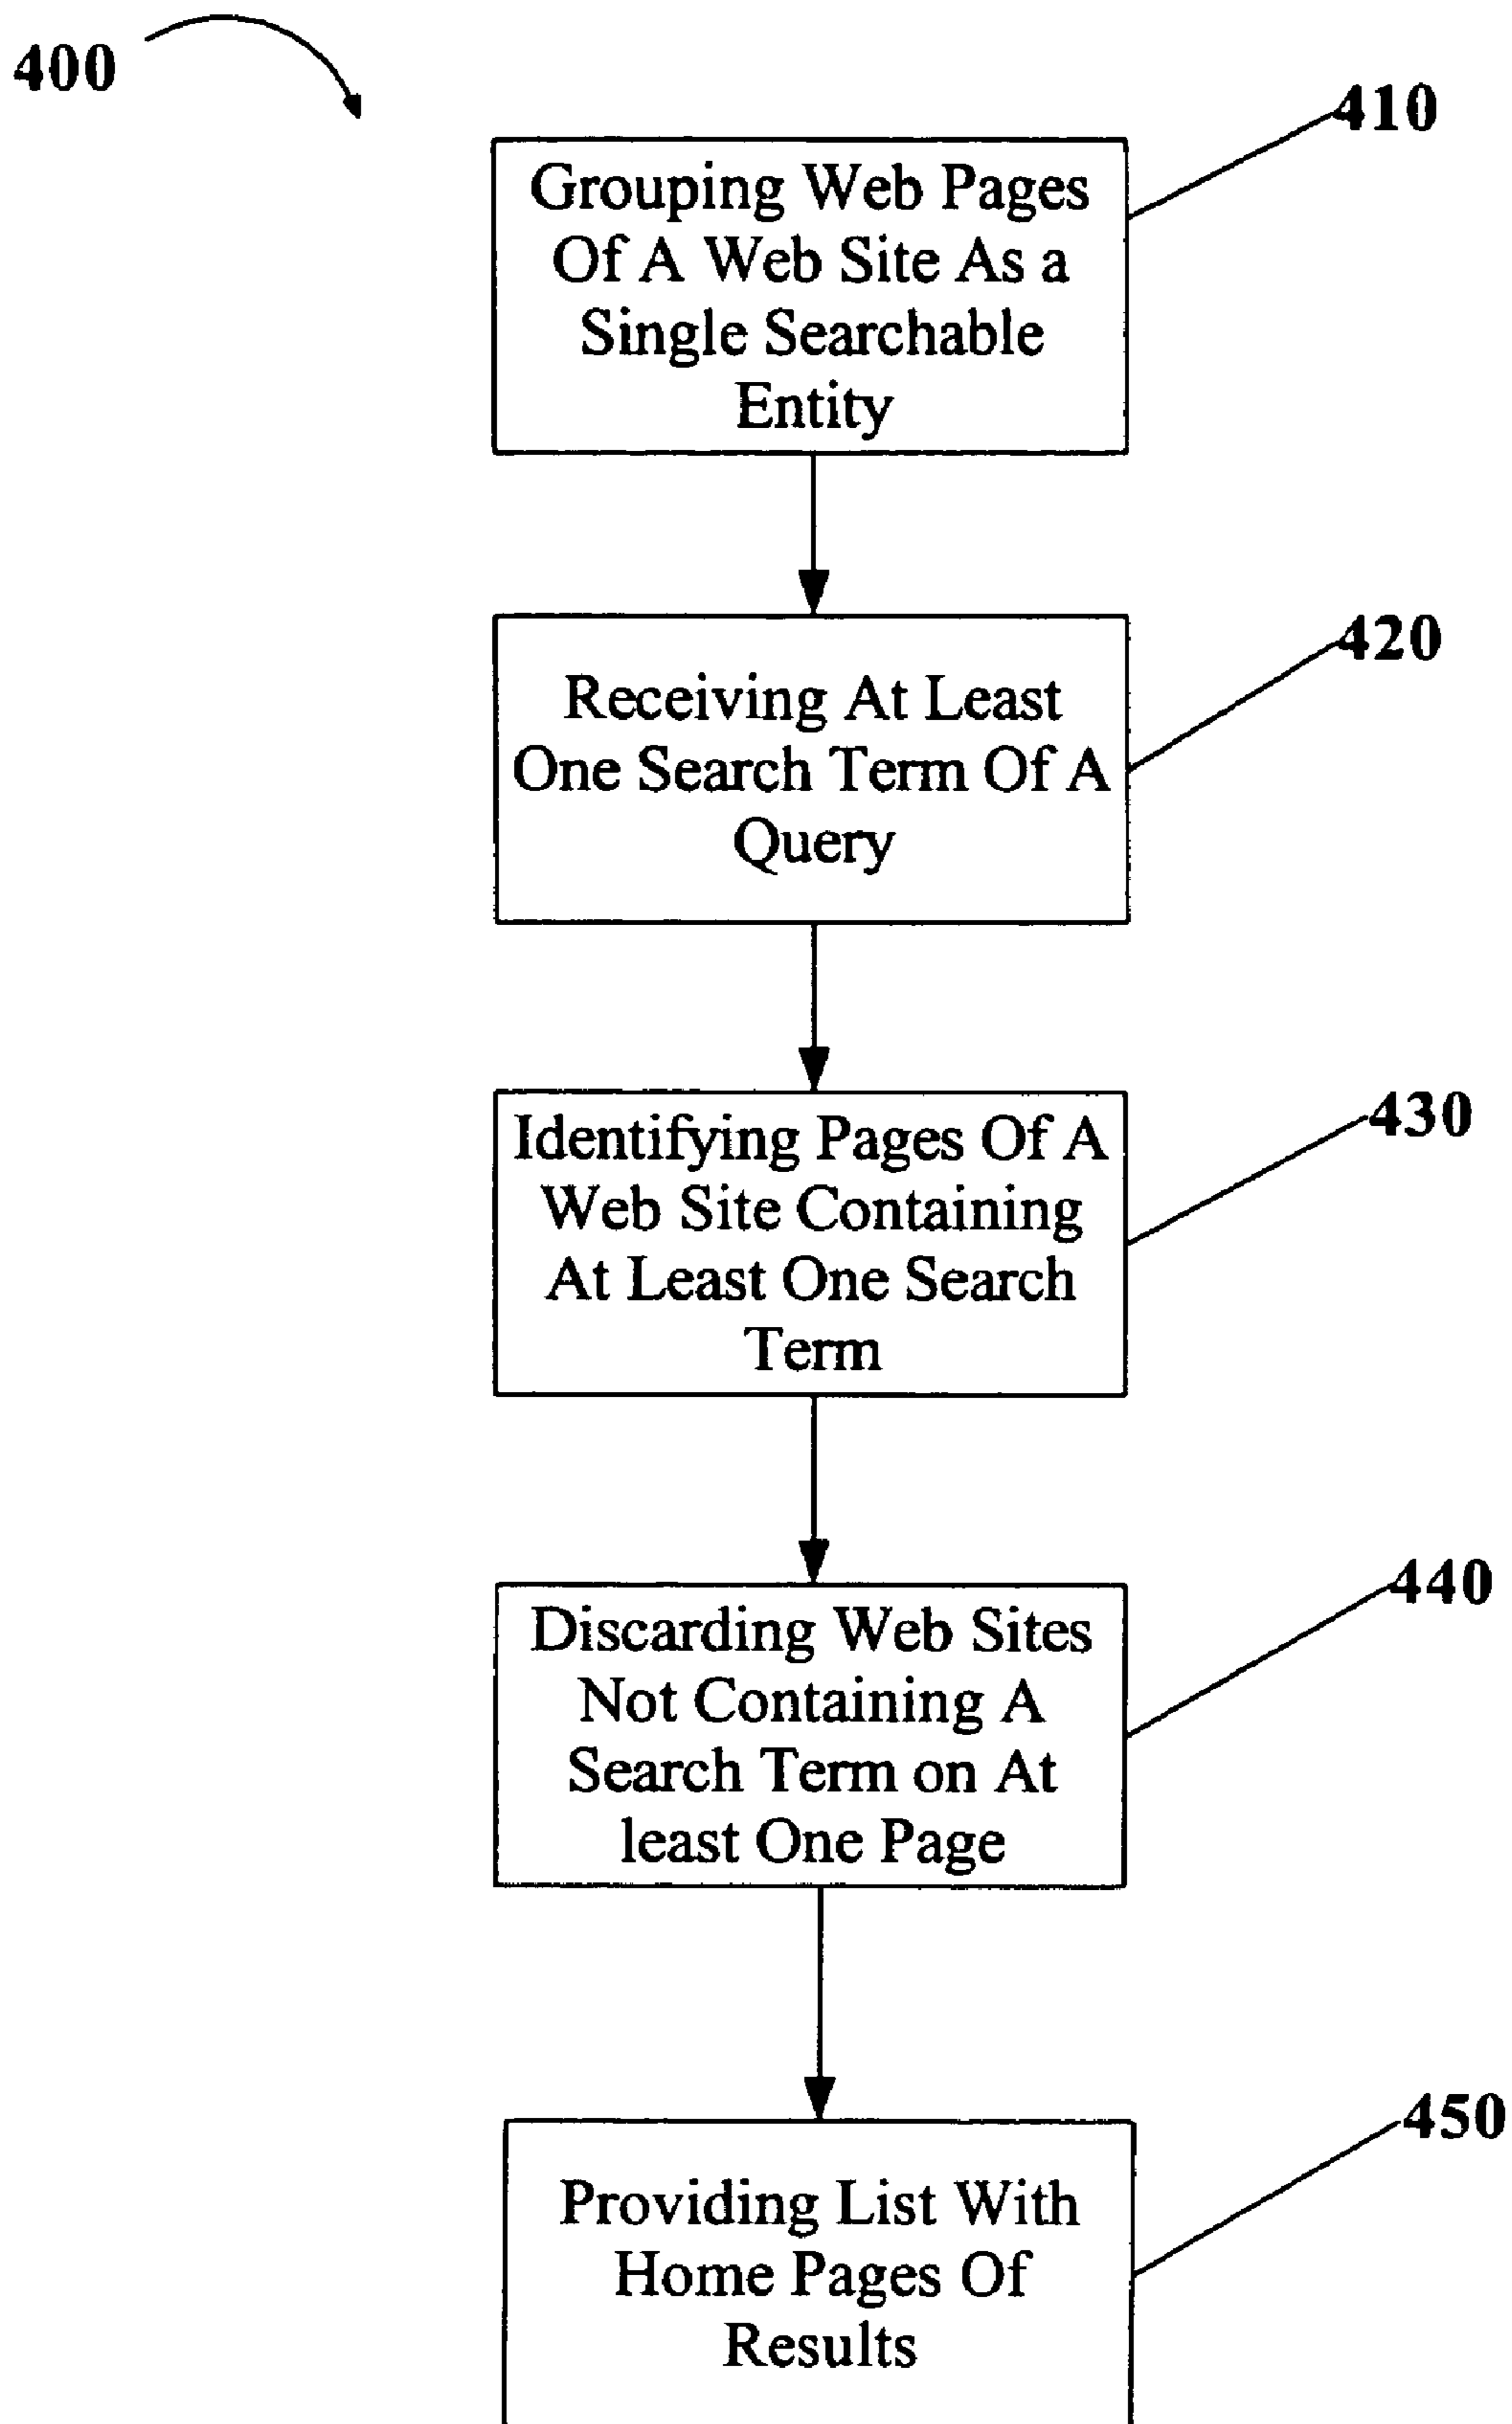 400
410
Grouping Web Pages
Of A Web Site As a
Single Searchable
Entity
420
Receiving At Least
One Search Term Of A
Query
430
Identifying Pages Of A
Web Site Containing
At Least One Search
Term
440
Discarding Web Sites
Not Containing A
Search Term on At
least One Page
450
Providing List With
Home Pages Of
Results